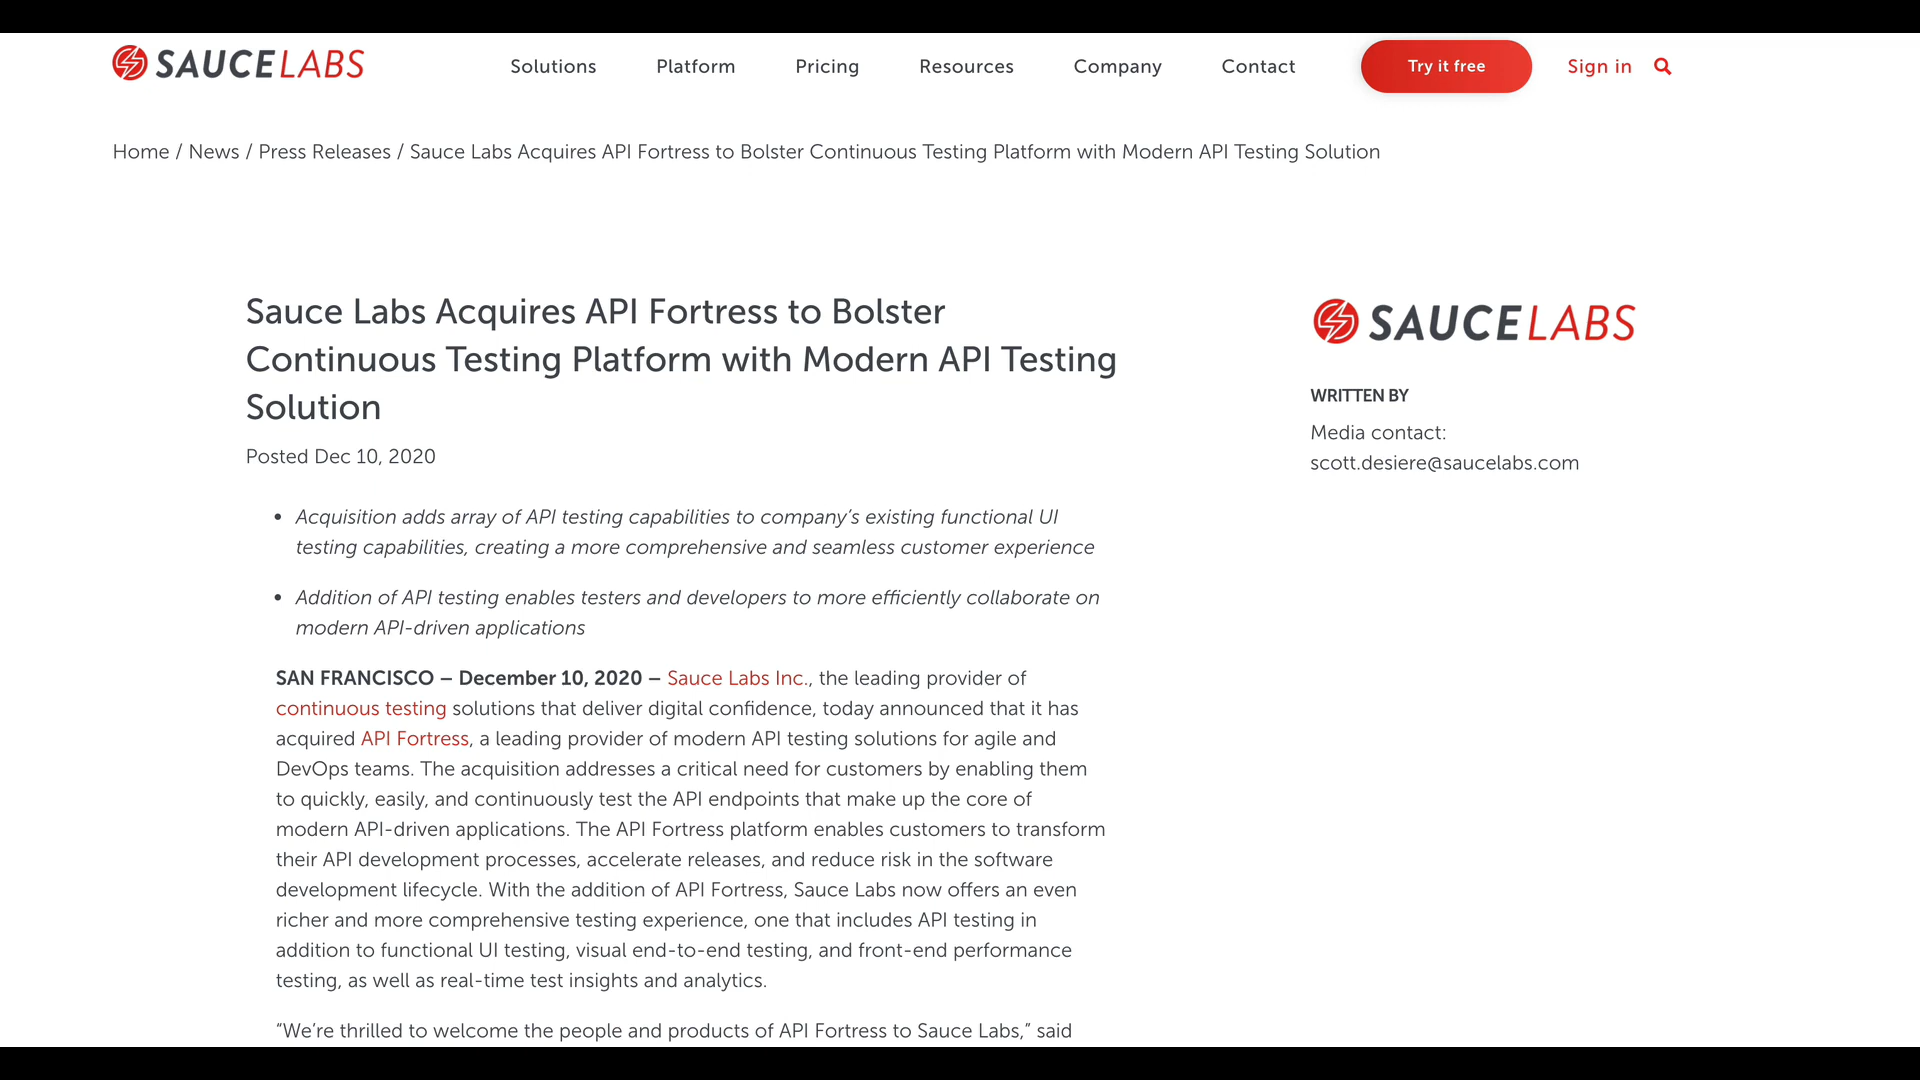 SAUCELABS
Solutions
Platform
Pricing
Resources
Company
Contact
Try it free
Sign in
Home / News / Press Releases / Sauce Labs Acquires API Fortress to Bolster Continuous Testing Platform with Modern API Testing Solution
Sauce Labs Acquires API Fortress to Bolster
Continuous Testing Platform with Modern API Testing
Solution
Posted Dec 10, 2020
• Acquisition adds array of API testing capabilities to company’s existing functional UI
testing capabilities, creating a more comprehensive and seamless customer experience
• Addition of API testing enables testers and developers to more efficiently collaborate on
modern API-driven applications
SAN FRANCISCO – December 10, 2020 – Sauce Labs Inc., the leading provider of
continuous testing solutions that deliver digital confidence, today announced that it has
acquired API Fortress, a leading provider of modern API testing solutions for agile and
DevOps teams. The acquisition addresses a critical need for customers by enabling them
to quickly, easily, and continuously test the API endpoints that make up the core of
modern API-driven applications. The API Fortress platform enables customers to transform
their API development processes, accelerate releases, and reduce risk in the software
development lifecycle. With the addition of API Fortress, Sauce Labs now offers an even
richer and more comprehensive testing experience, one that includes API testing in
addition to functional UI testing, visual end-to-end testing, and front-end performance
testing, as well as real-time test insights and analytics.
“We’re thrilled to welcome the people and products of API Fortress to Sauce Labs,” said
SAUCELABS
WRITTEN BY
Media contact:
scott.desiere@saucelabs.com